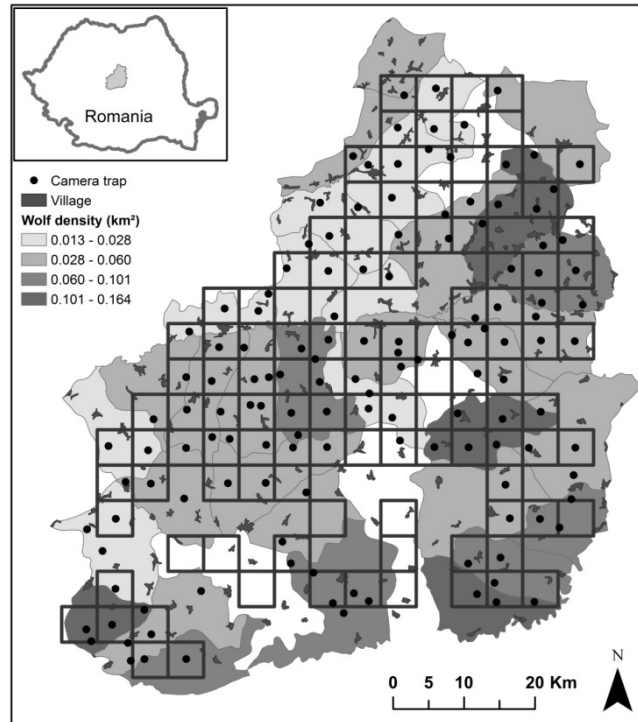 Romania
Camera trap
Village
Wolf density (km²)
0.013 - 0.028
0.028 - 0.060
0.060 - 0.101
0.101 - 0.164
N
0 5 10 20 Km